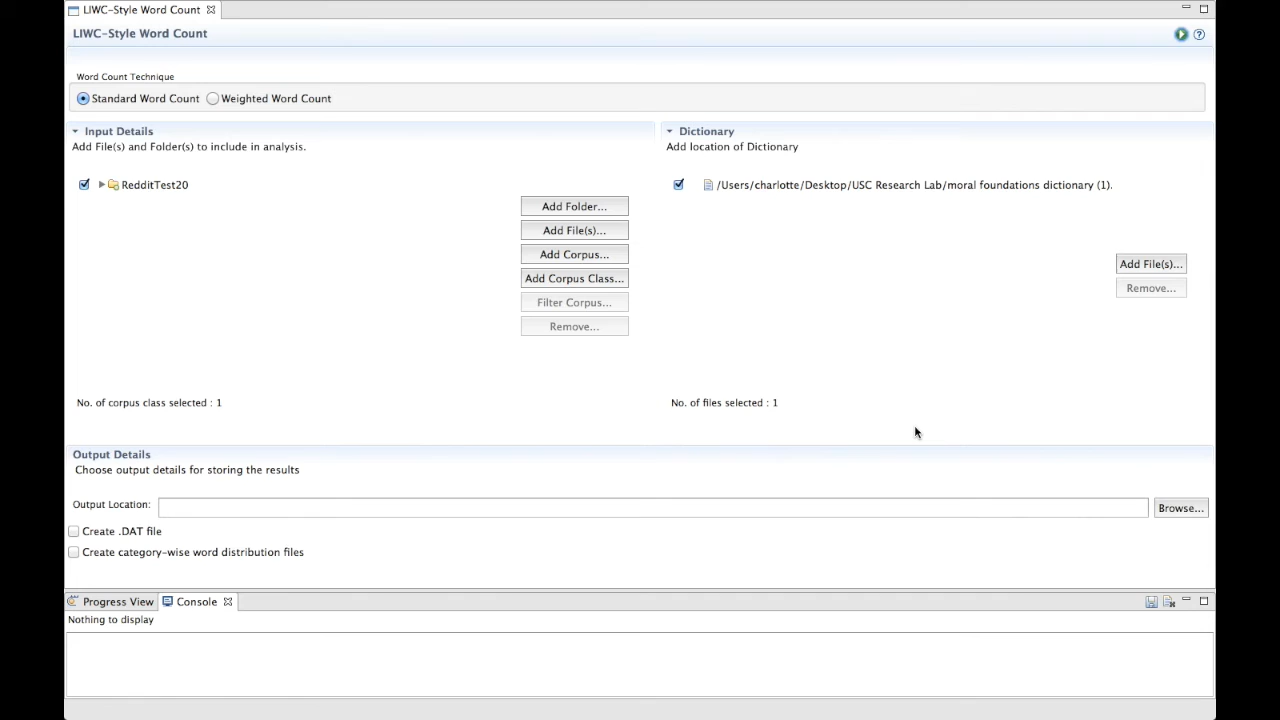 LIWC-Style Word Count
LIWC-Style Word Count
Word Count Technique
Standard Word Count Weighted Word Count
Input Details
Add File(s) and Folder(s) to include in analysis.
RedditTest20
Add Folder...
Add File(s)...
Add Corpus...
Add Corpus Class...
Filter Corpus...
Remove...
No. of corpus class selected : 1
Dictionary
Add location of Dictionary
/Users/charlotte/Desktop/USC Research Lab/moral foundations dictionary (1).
Add File(s)...
Remove...
No. of files selected : 1
Output Details
Choose output details for storing the results
Output Location:
Browse...
Create .DAT file
Create category-wise word distribution files
Progress View Console
Nothing to display